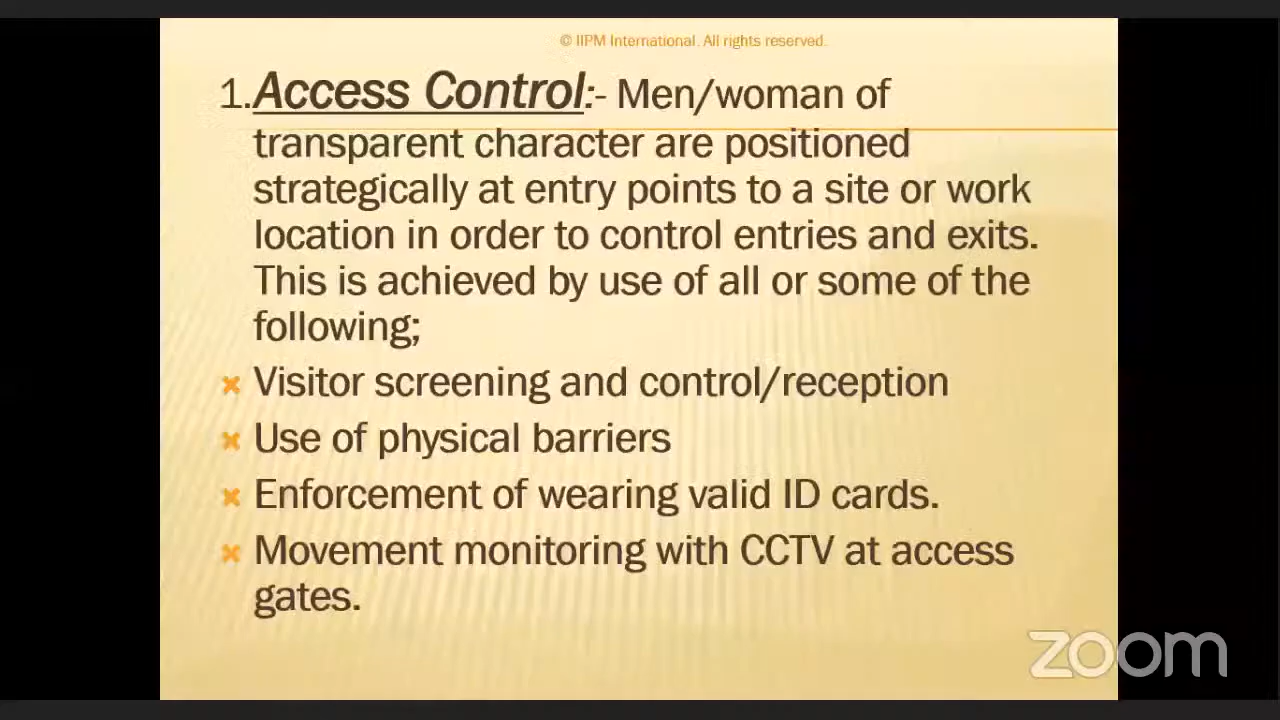 © IIPM International. All rights reserved.
1.Access Control:- Men/woman of
transparent character are positioned
strategically at entry points to a site or work
location in order to control entries and exits.
This is achieved by use of all or some of the
following;
Visitor screening and control/reception
Use of physical barriers
Enforcement of wearing valid ID cards.
Movement monitoring with CCTV at access
gates.
zoom